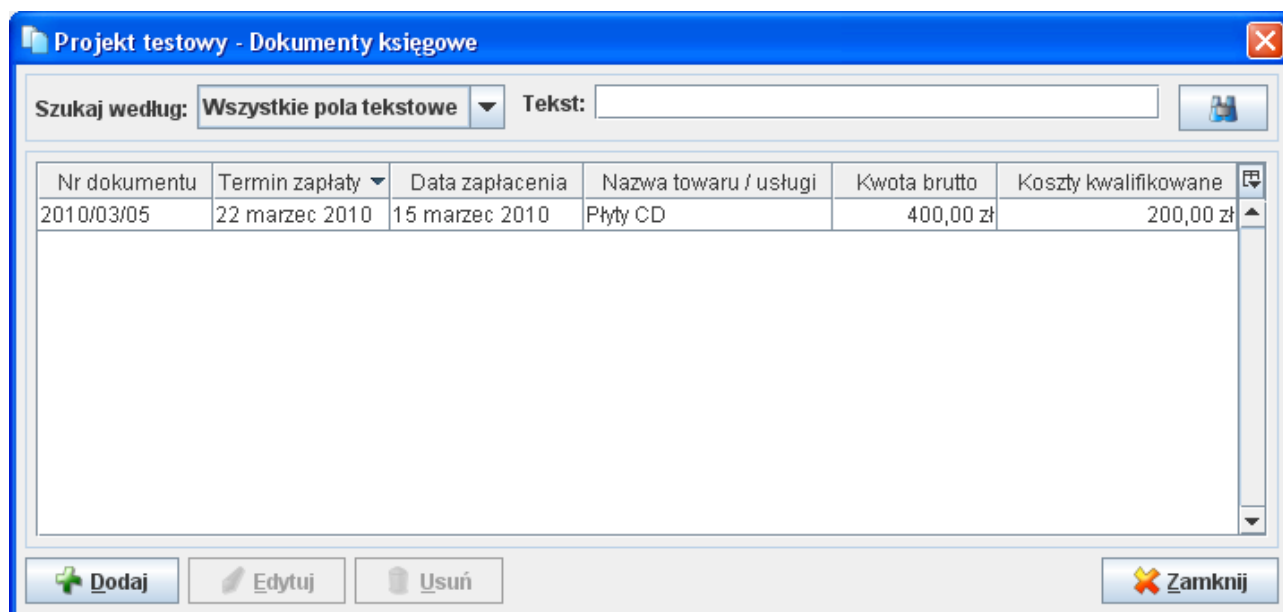 Projekt testowy - Dokumenty księgowe
Szukaj według: Wszystkie pola tekstowe Tekst:
Nr dokumentu Termin zapłaty Data zapłacenia Nazwa towaru / usługi Kwota brutto Koszty kwalifikowane
2010/03/05 22 marzec 2010 15 marzec 2010 Płyty CD 400,00 zł 200,00 zł
Dodaj Edytuj Usuń Zamknij